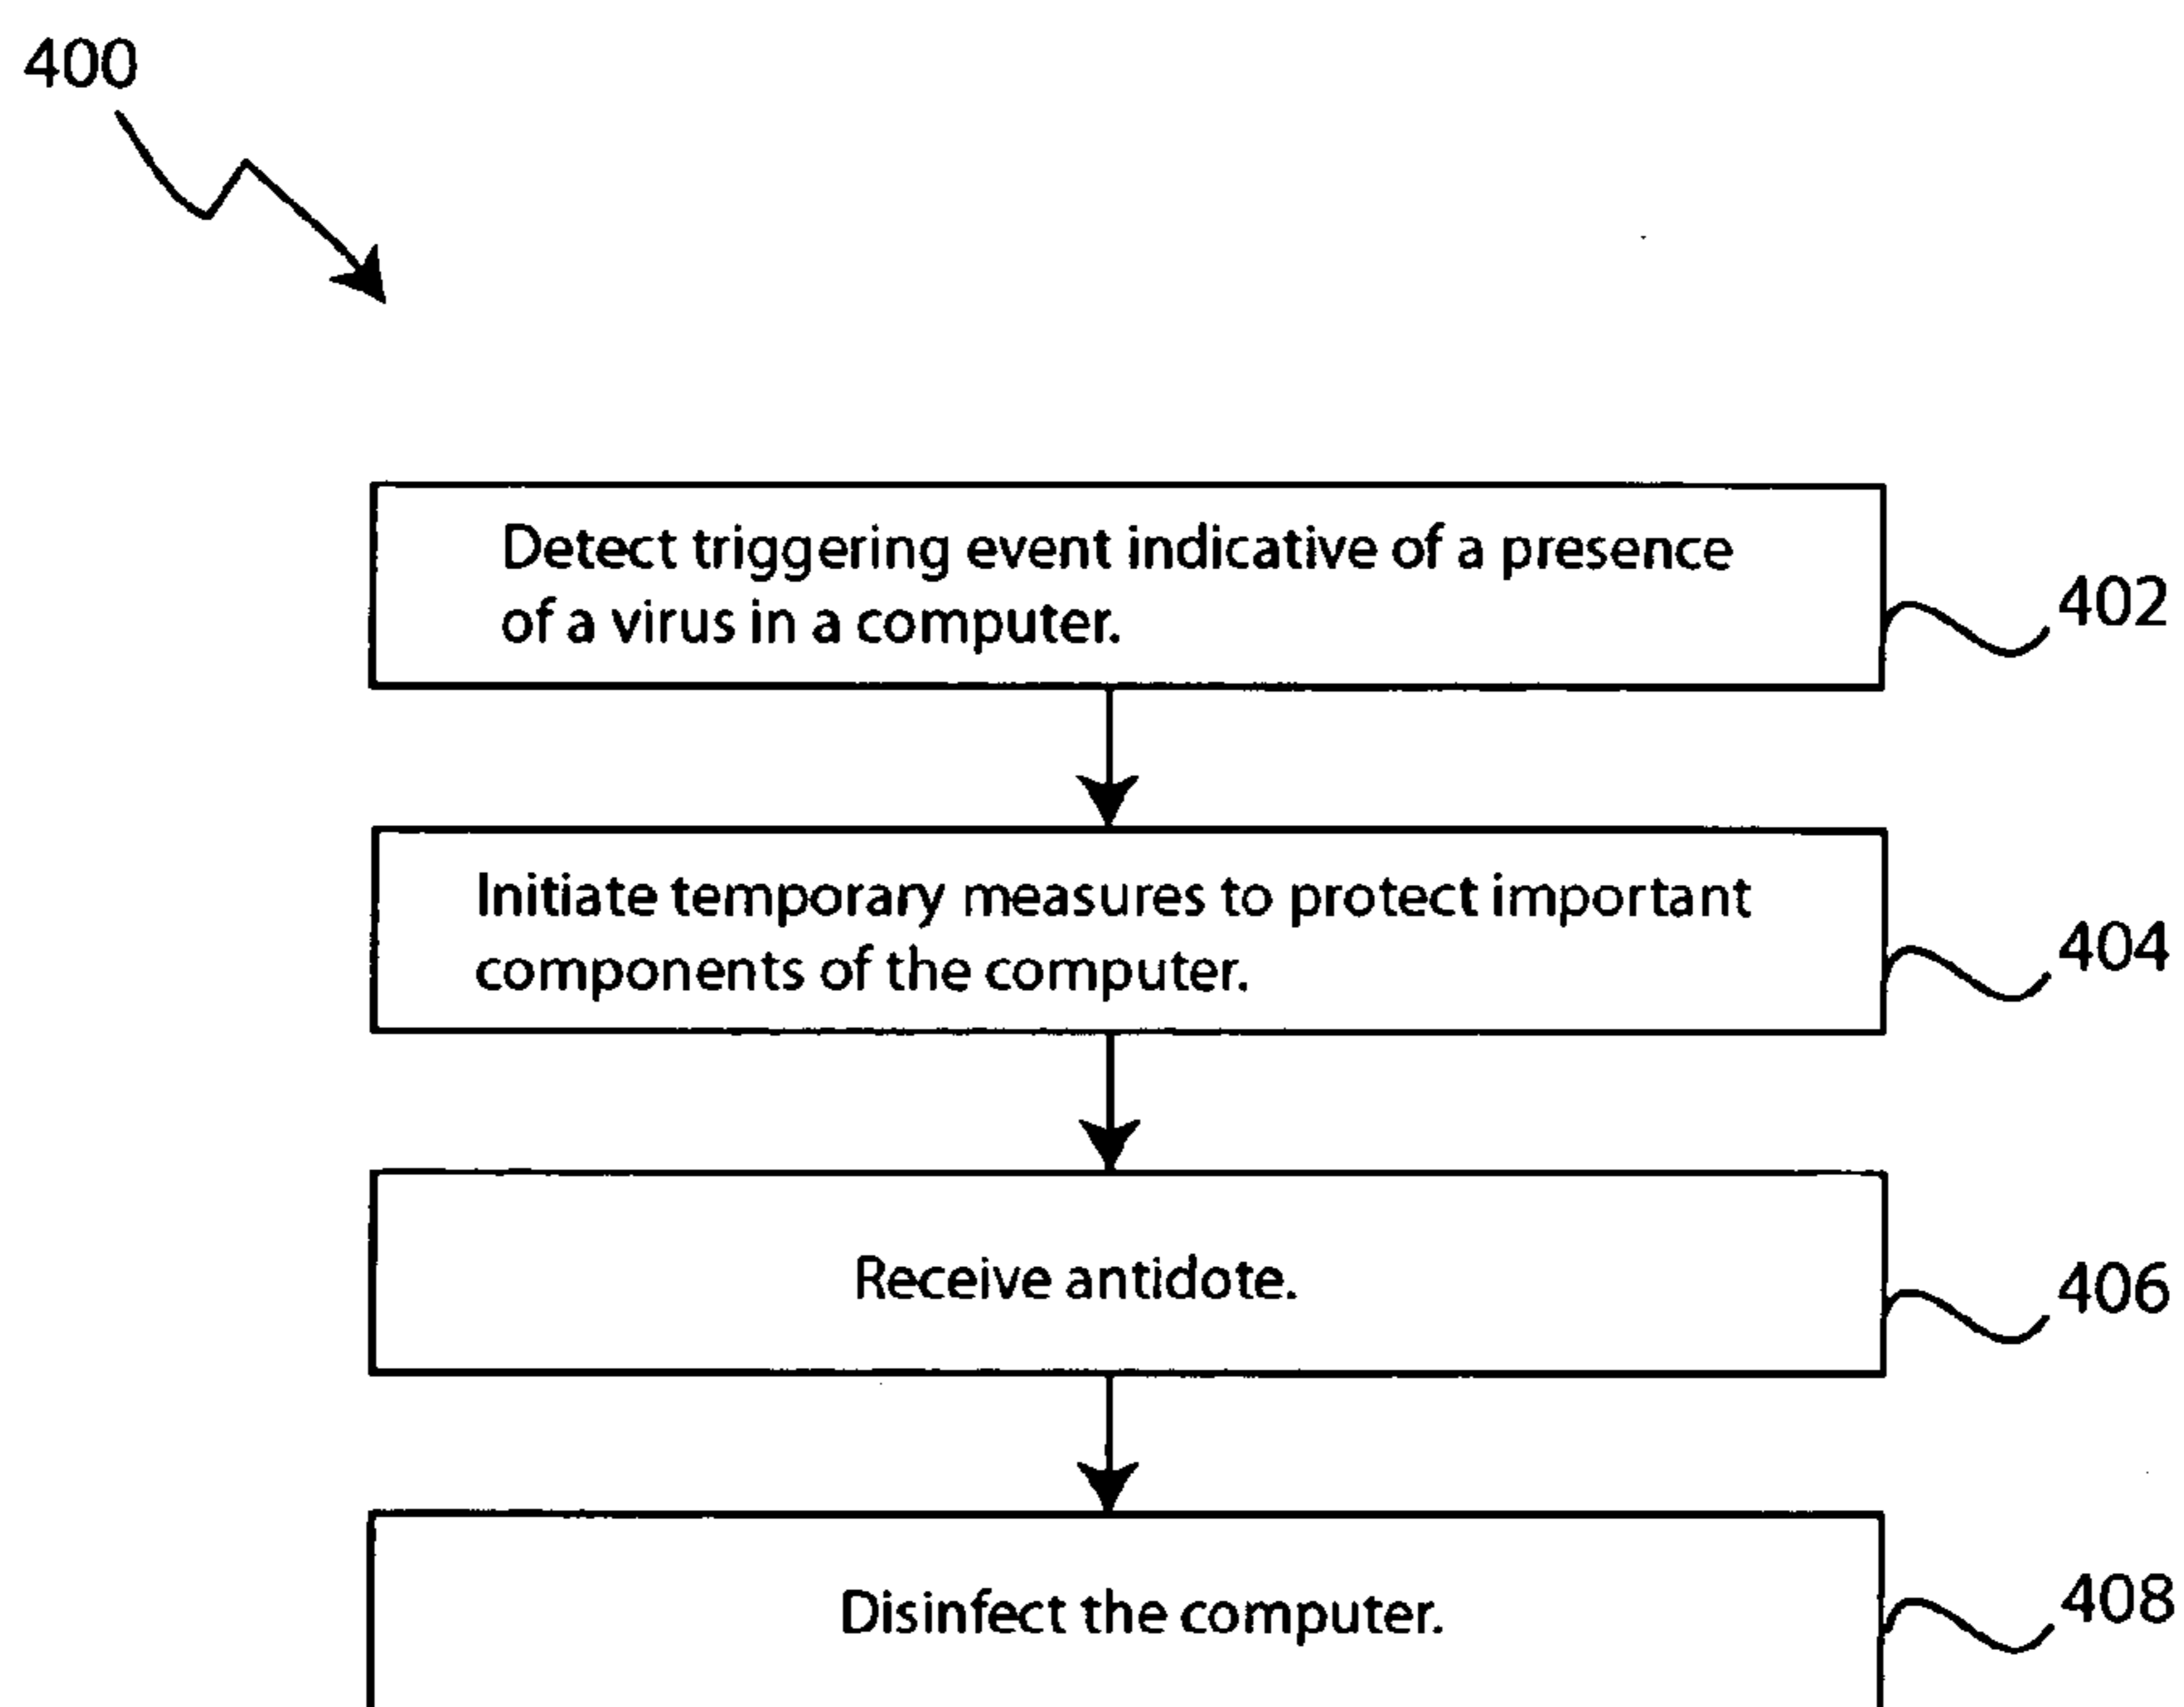 400
Detect triggering event indicative of a presence
of a virus in a computer.
402
Initiate temporary measures to protect important
components of the computer.
404
Receive antidote.
406
Disinfect the computer.
408